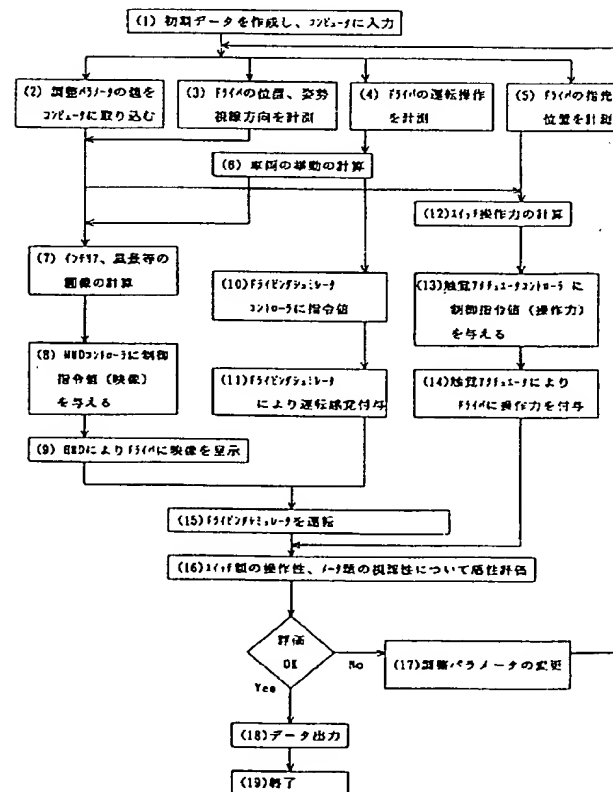 (1) 初期データを作成し、コンピュータに入力
(2) 調整パラメータの値を
コンピュータに取り込む
(3) ドライバの位置、姿勢
視線方向を計測
(4) ドライバの運転操作
を計測
(5) ドライバの指先
位置を計測
(6) 車両の挙動の計算
(7) インテリア、風景等の
画像の計算
(8) HMDコントローラに制御
指令値（映像）
を与える
(9) HMDによりドライバに映像を呈示
(10)ドライビングシュミレータ
コントローラに指令値
(11)ドライビングシュミレータ
により運転感覚付与
(12)スイッチ操作力の計算
(13)触覚アクチュエータコントローラ に
制御指令値（操作力）
を与える
(14)触覚アクチュエータにより
ドライバに操作力を付与
(15)ドライビングシミュレータを運転
(16)スイッチ類の操作性、メータ類の視認性について感性評価
評価
OK
No
Yes
(17)調整パラメータの変更
(18)データ出力
(19)終了